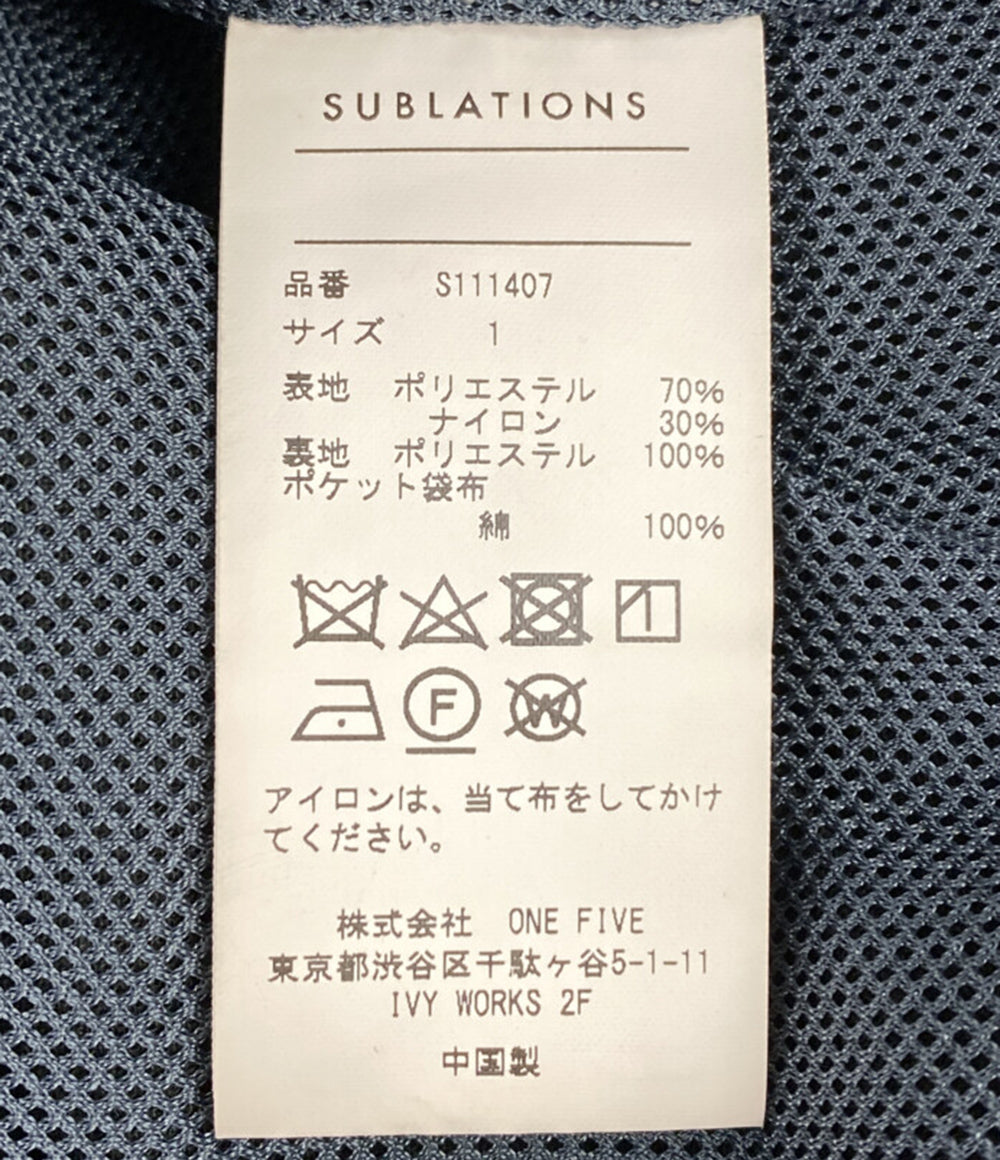 SUBLATIONS
品番 S111407
サイズ 1
表地 ポリエステル 70%
ナイロン 30%
裏地 ポリエステル 100%
ポケット袋布
綿 100%
F W
アイロンは、当て布をしてかけ
てください。
株式会社 ONE FIVE
東京都渋谷区千駄ヶ谷5-1-11
IVY WORKS 2F
中国製